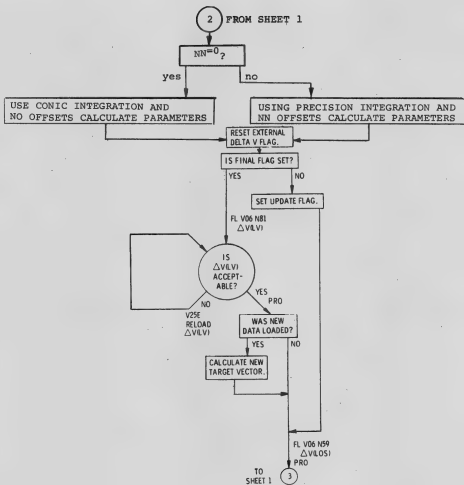 2 FROM SHEET 1
NN=0?
yes
no
USE CONIC INTEGRATION AND
NO OFFSETS CALCULATE PARAMETERS
USING PRECISION INTEGRATION AND
NN OFFSETS CALCULATE PARAMETERS
RESET EXTERNAL
DELTA V FLAG.
IS FINAL FLAG SET?
YES
NO
SET UPDATE FLAG.
FL V06 N81
△V(LV)
IS
△V(LV)
ACCEPT-
ABLE?
YES
PRO
NO
V25E
RELOAD
△V(LV)
WAS NEW
DATA LOADED?
YES
NO
CALCULATE NEW
TARGET VECTOR.
FL V06 N59
△V(LOS)
PRO
TO
SHEET 1
3